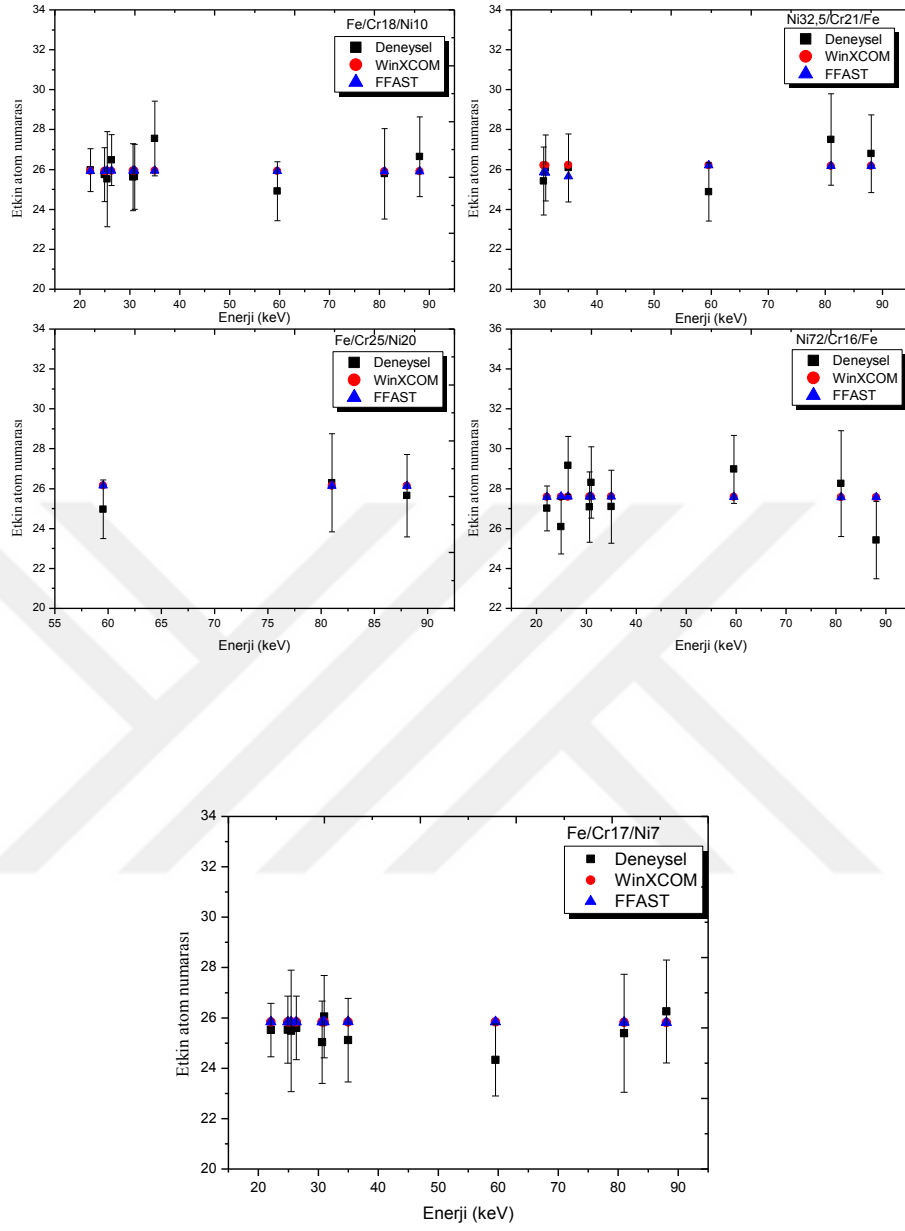 Fe/Cr18/Ni10
Deneysel
WinXCOM
FFAST
34
32
30
28
26
24
22
20
Etkin atom numarası
20 30 40 50 60 70 80 90
Enerji (keV)
Ni32,5/Cr21/Fe
Deneysel
WinXCOM
FFAST
34
32
30
28
26
24
22
20
Etkin atom numarası
30 40 50 60 70 80 90
Enerji (keV)
Fe/Cr25/Ni20
Deneysel
WinXCOM
FFAST
34
32
30
28
26
24
22
20
Etkin atom numarası
55 60 65 70 75 80 85 90
Enerji (keV)
Ni72/Cr16/Fe
Deneysel
WinXCOM
FFAST
36
34
32
30
28
26
24
22
Etkin atom numarası
20 30 40 50 60 70 80 90
Enerji (keV)
Fe/Cr17/Ni7
Deneysel
WinXCOM
FFAST
34
32
30
28
26
24
22
20
Etkin atom numarası
20 30 40 50 60 70 80 90
Enerji (keV)